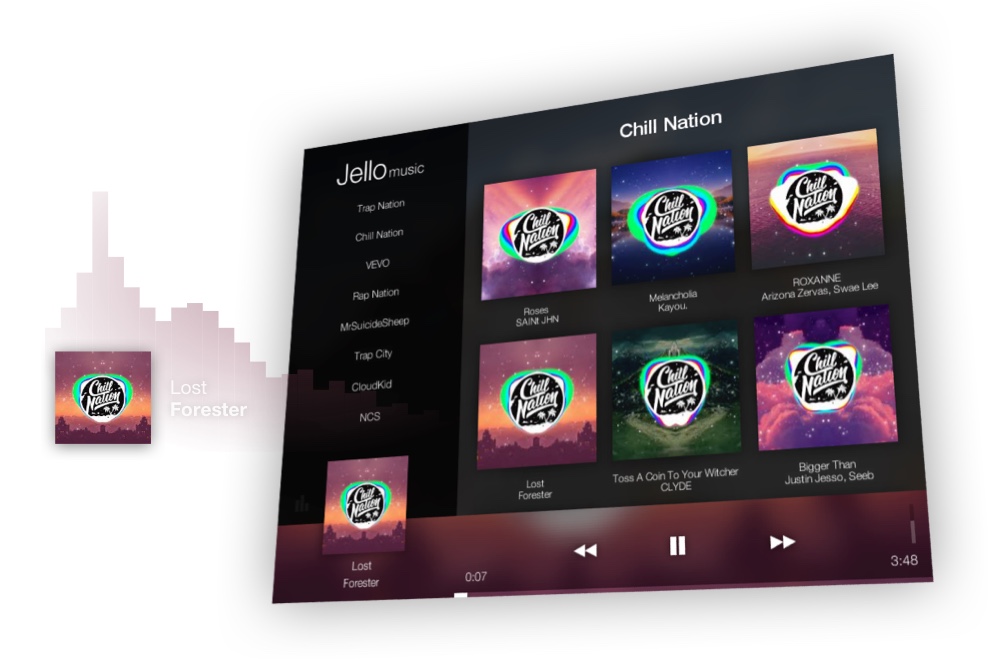 Lost
Forester
Jello music
Trap Nation
Chill Nation
VEVO
Rap Nation
MrSuicideSheep
Trap City
CloudKid
NCS
Chill Nation
Chill
Nation
Roses
SAINt JHN
Chill
Nation
Melancholia
Kayou.
Chill
Nation
ROXANNE
Arizona Zervas, Swae Lee
Chill
Nation
Lost
Forester
Chill
Nation
Toss A Coin To Your Witcher
CLYDE
Chill
Nation
Bigger Than
Justin Jesso, Seeb
Chill
Nation
Lost
Forester
0:07
3:48
Chill
Nation